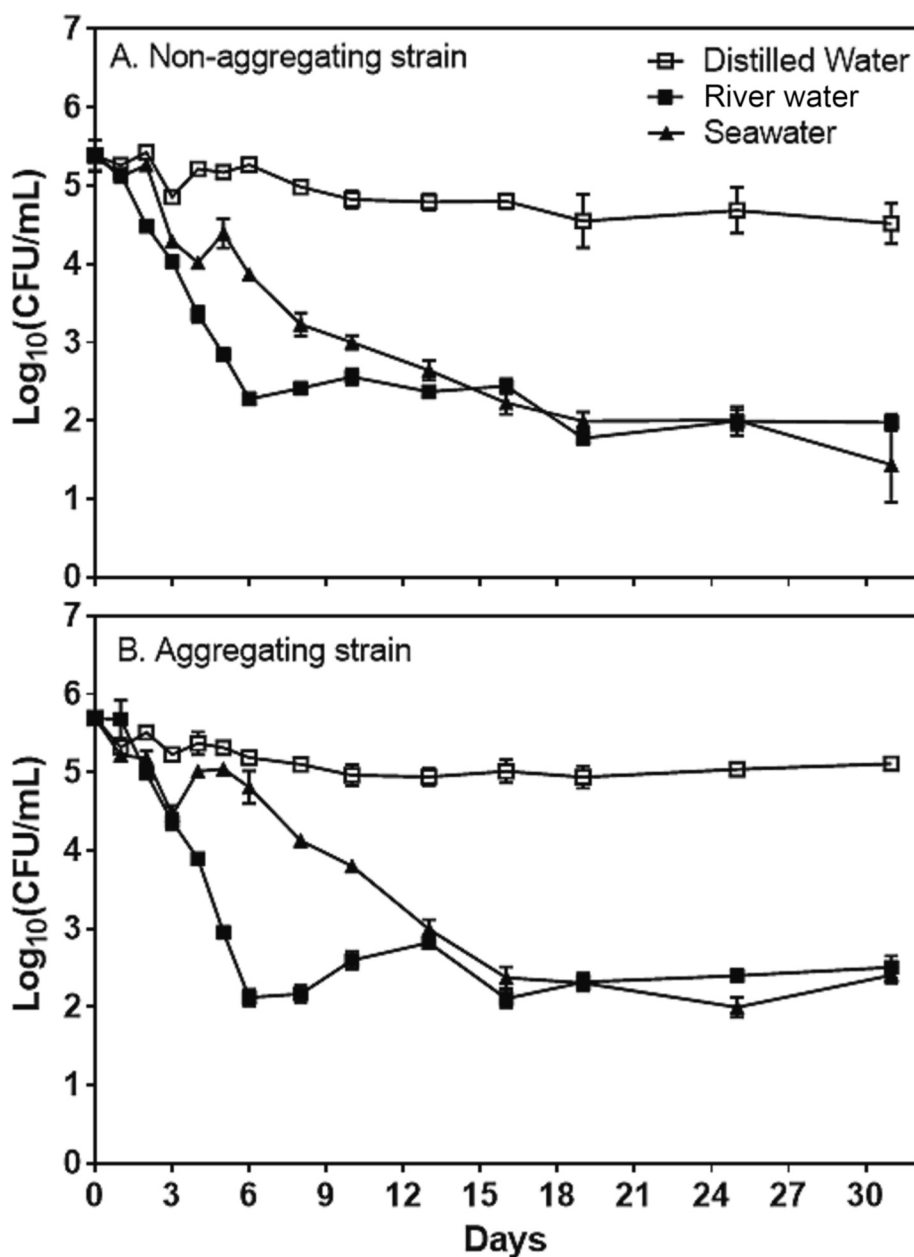 A. Non-aggregating strain
Distilled Water
River water
Seawater
Log10(CFU/mL)
7
6
5
4
3
2
1
0
B. Aggregating strain
Log10(CFU/mL)
7
6
5
4
3
2
1
0
0 3 6 9 12 15 18 21 24 27 30
Days